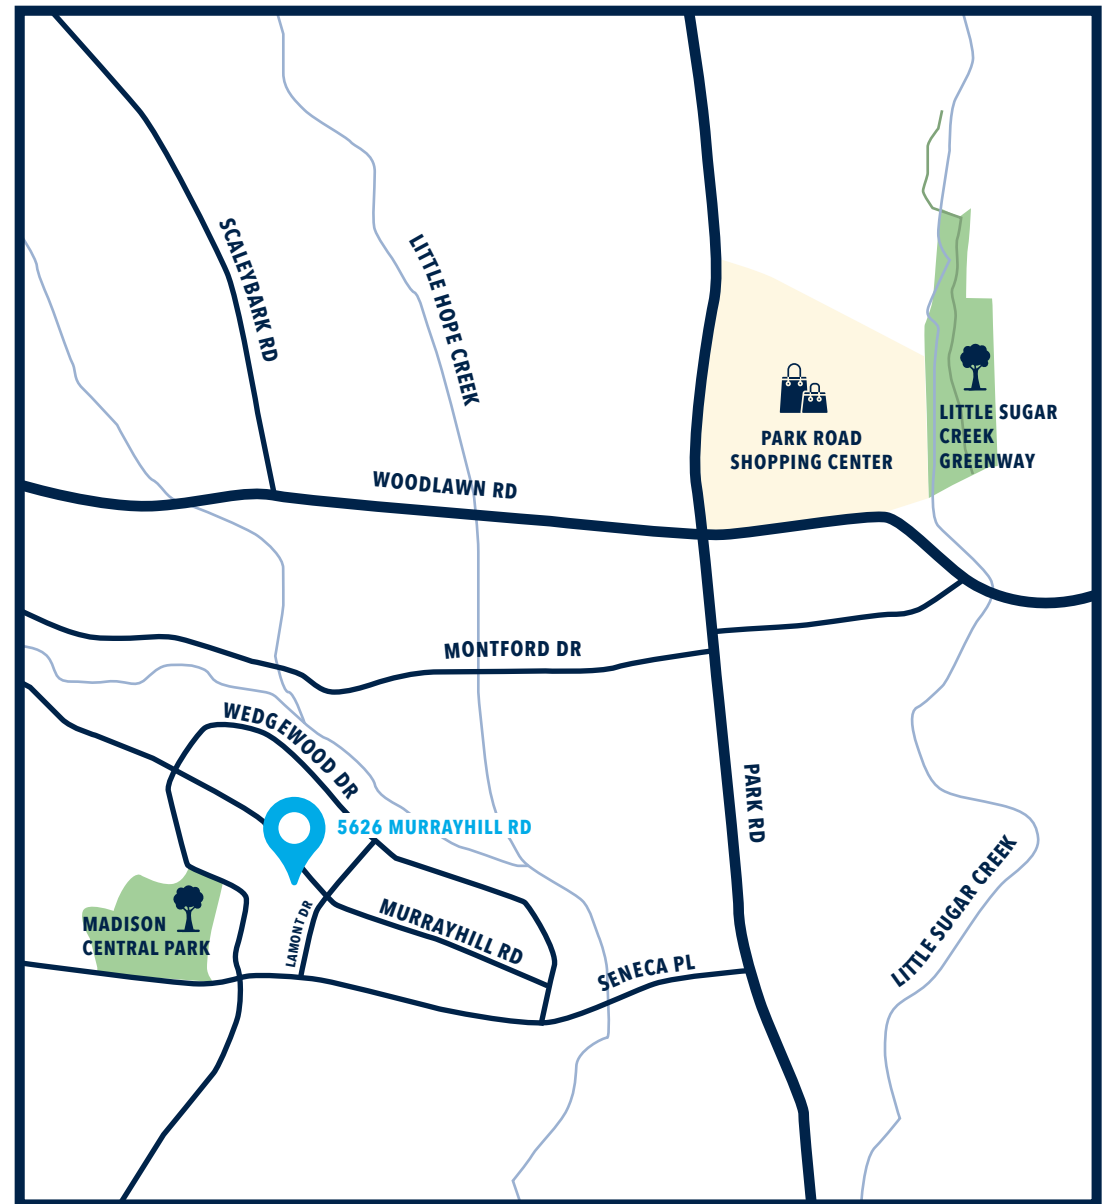 SCALEYBARK RD
LITTLE HOPE CREEK
LITTLE SUGAR
CREEK
GREENWAY
PARK ROAD
SHOPPING CENTER
WOODLAWN RD
MONTFORD DR
WEDGEWOOD DR
PARK RD
5626 MURRAYHILL RD
LITTLE SUGAR CREEK
MADISON
CENTRAL PARK
LAMONT DR
MURRAYHILL RD
SENECA PL